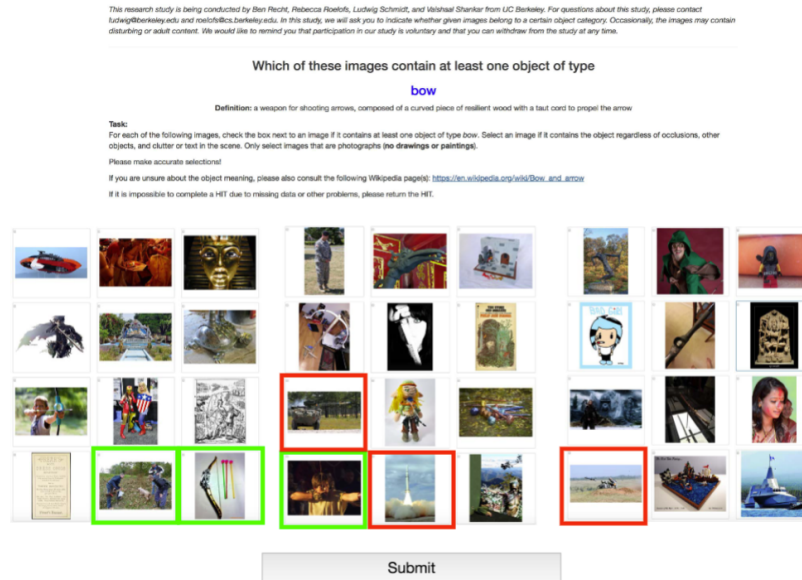 This research study is being conducted by Ben Recht, Rebecca Roelofs, Ludwig Schmidt, and Vaishaal Shankar from UC Berkeley. For questions about this study, please contact
ludwig@berkeley.edu and roelofs@cs.berkeley.edu. In this study, we will ask you to indicate whether given images belong to a certain object category. Occasionally, the images may contain
disturbing or adult content. We would like to remind you that participation in our study is voluntary and that you can withdraw from the study at any time.
Which of these images contain at least one object of type
bow
Definition: a weapon for shooting arrows, composed of a curved piece of resilient wood with a taut cord to propel the arrow
Task:
For each of the following images, check the box next to an image if it contains at least one object of type bow. Select an image if it contains the object regardless of occlusions, other
objects, and clutter or text in the scene. Only select images that are photographs (no drawings or paintings).
Please make accurate selections!
If you are unsure about the object meaning, please also consult the following Wikipedia page(s): https://en.wikipedia.org/wiki/Bow_and_arrow
If it is impossible to complete a HIT due to missing data or other problems, please return the HIT.
Submit